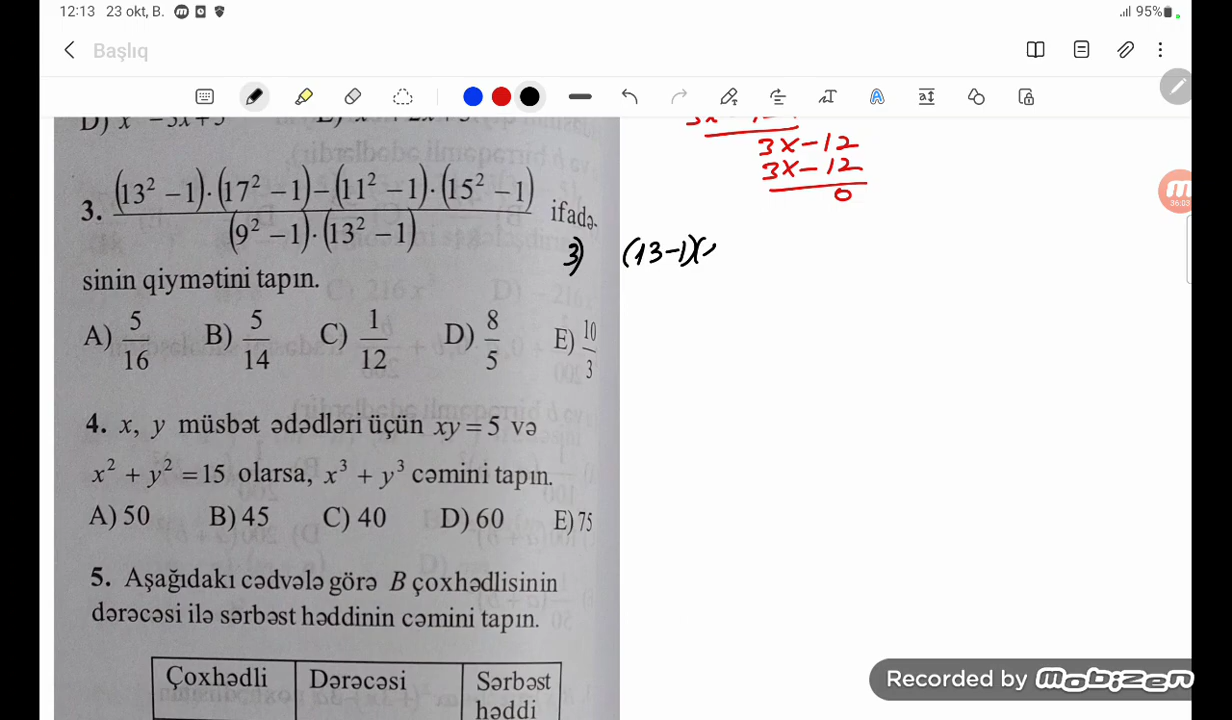 12:13 23 okt, B. 95%
Başlıq
3x-12
3x-12
0
3. (13² – 1)·(17² – 1) – (11² – 1)·(15² – 1) / (9² – 1)·(13² – 1) ifadə-
sinin qiymətini tapın.
A) 5/16 B) 5/14 C) 1/12 D) 8/5 E) 10/3
3) (13-1)(
4. x, y müsbət ədədləri üçün xy = 5 və
x² + y² = 15 olarsa, x³ + y³ cəmini tapın.
A) 50 B) 45 C) 40 D) 60 E) 75
5. Aşağıdakı cədvələ görə B çoxhədlisinin
dərəcəsi ilə sərbəst həddinin cəmini tapın.
Çoxhədli Dərəcəsi Sərbəst
həddi
36:03
Recorded by mobizen